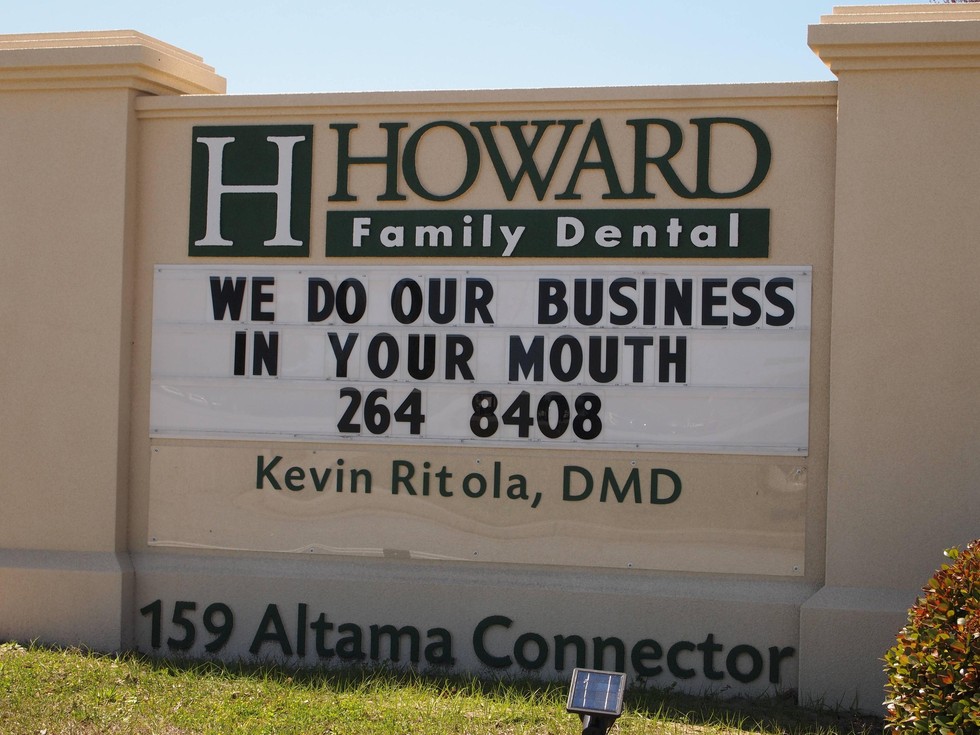 H HOWARD
Family Dental
WE DO OUR BUSINESS
IN YOUR MOUTH
264 8408
Kevin Ritola, DMD
159 Altama Connector